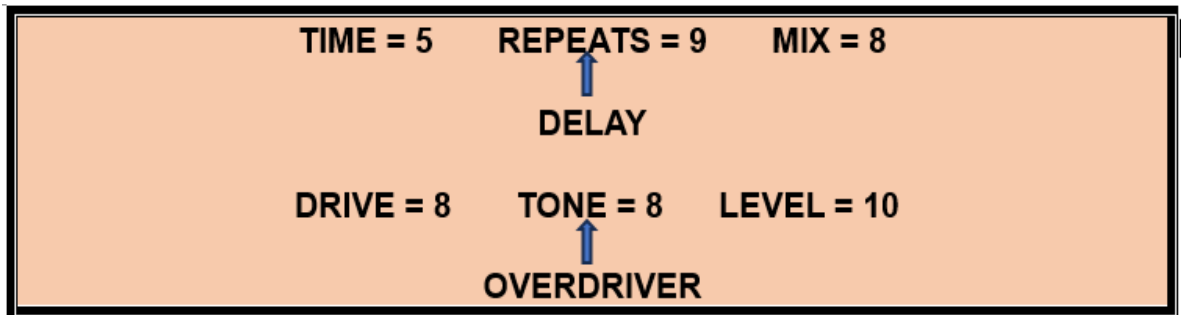 TIME = 5 REPEATS = 9 MIX = 8
DELAY
DRIVE = 8 TONE = 8 LEVEL = 10
OVERDRIVER